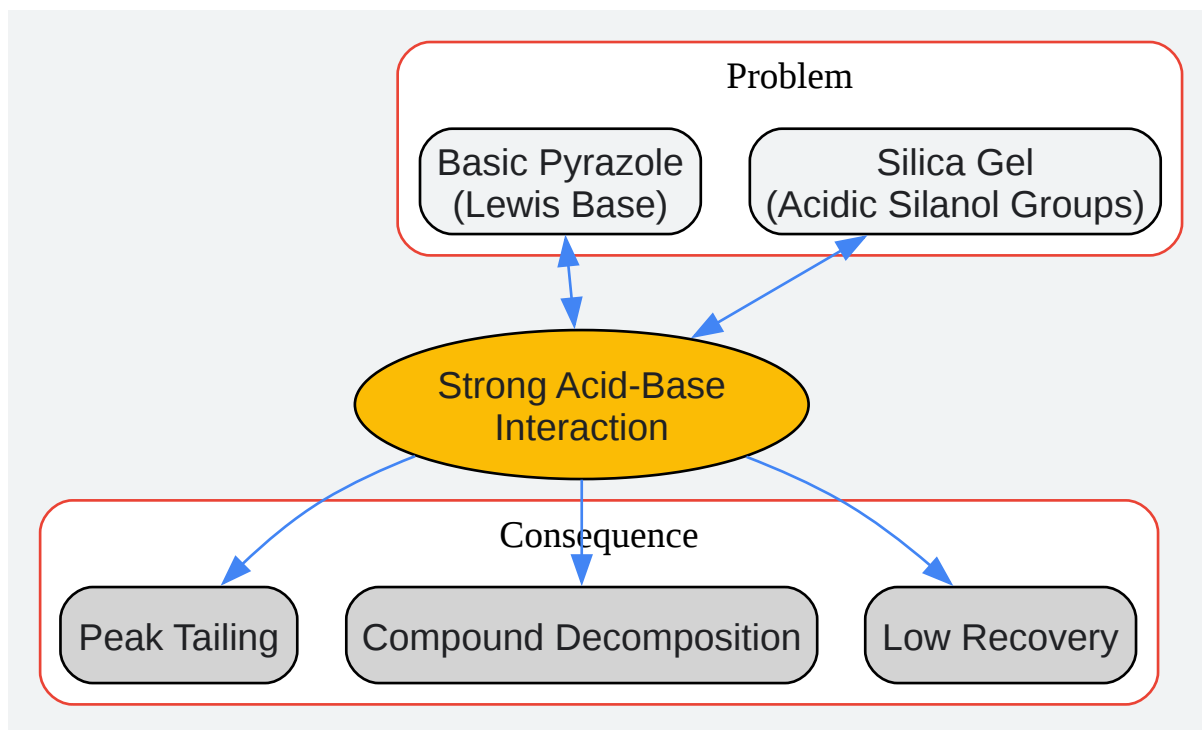 Problem
Basic Pyrazole
(Lewis Base)
Silica Gel
(Acidic Silanol Groups)
Strong Acid-Base
Interaction
Consequence
Peak Tailing
Compound Decomposition
Low Recovery